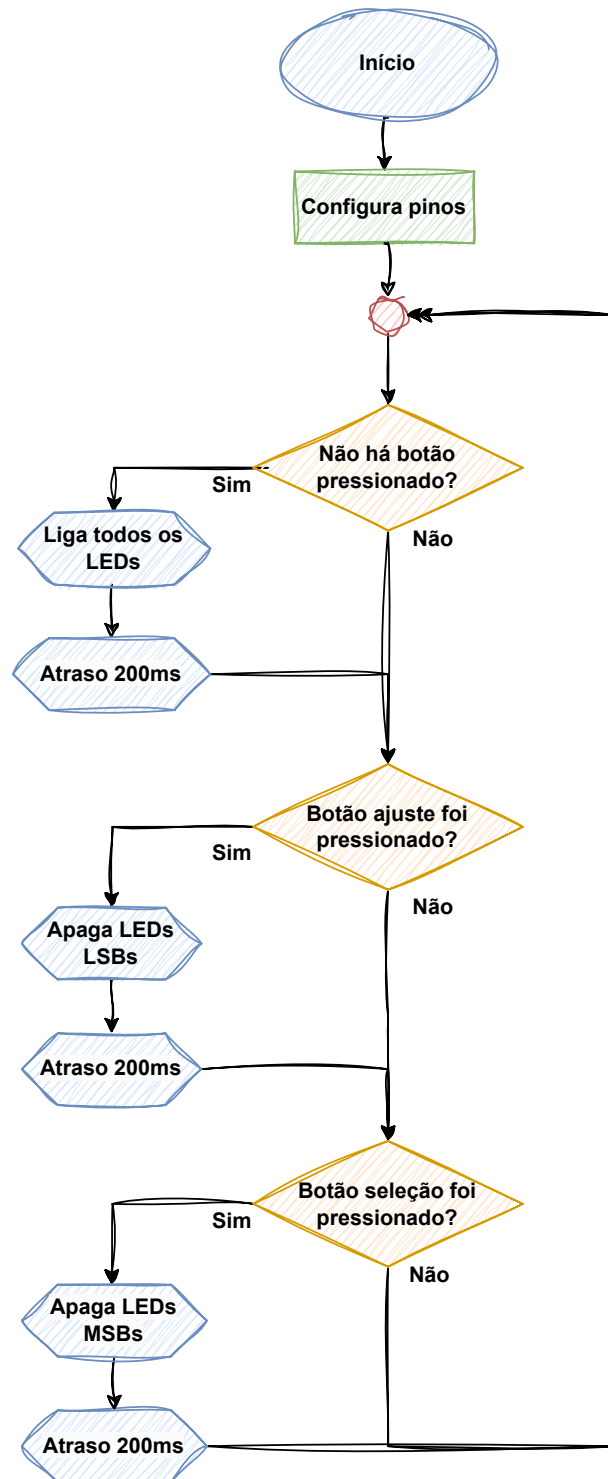 Início
Configura pinos
Não há botão
pressionado?
Sim
Não
Liga todos os
LEDs
Atraso 200ms
Botão ajuste foi
pressionado?
Sim
Não
Apaga LEDs
LSBs
Atraso 200ms
Botão seleção foi
pressionado?
Sim
Não
Apaga LEDs
MSBs
Atraso 200ms